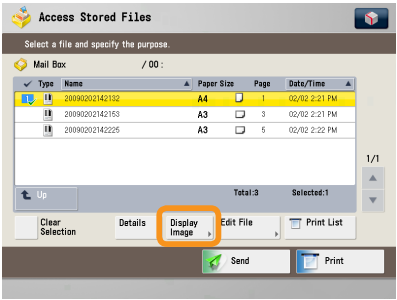 Access Stored Files
Select a file and specify the purpose.
Mail Box / 00 :
Type Name Paper Size Page Date/Time
1 20090202142132 A4 1 02/02 2:21 PM
20090202142153 A3 3 02/02 2:21 PM
20090202142225 A3 5 02/02 2:22 PM
1/1
Up Total:3 Selected:1
Clear Selection Details Display Image Edit File Print List
Send Print